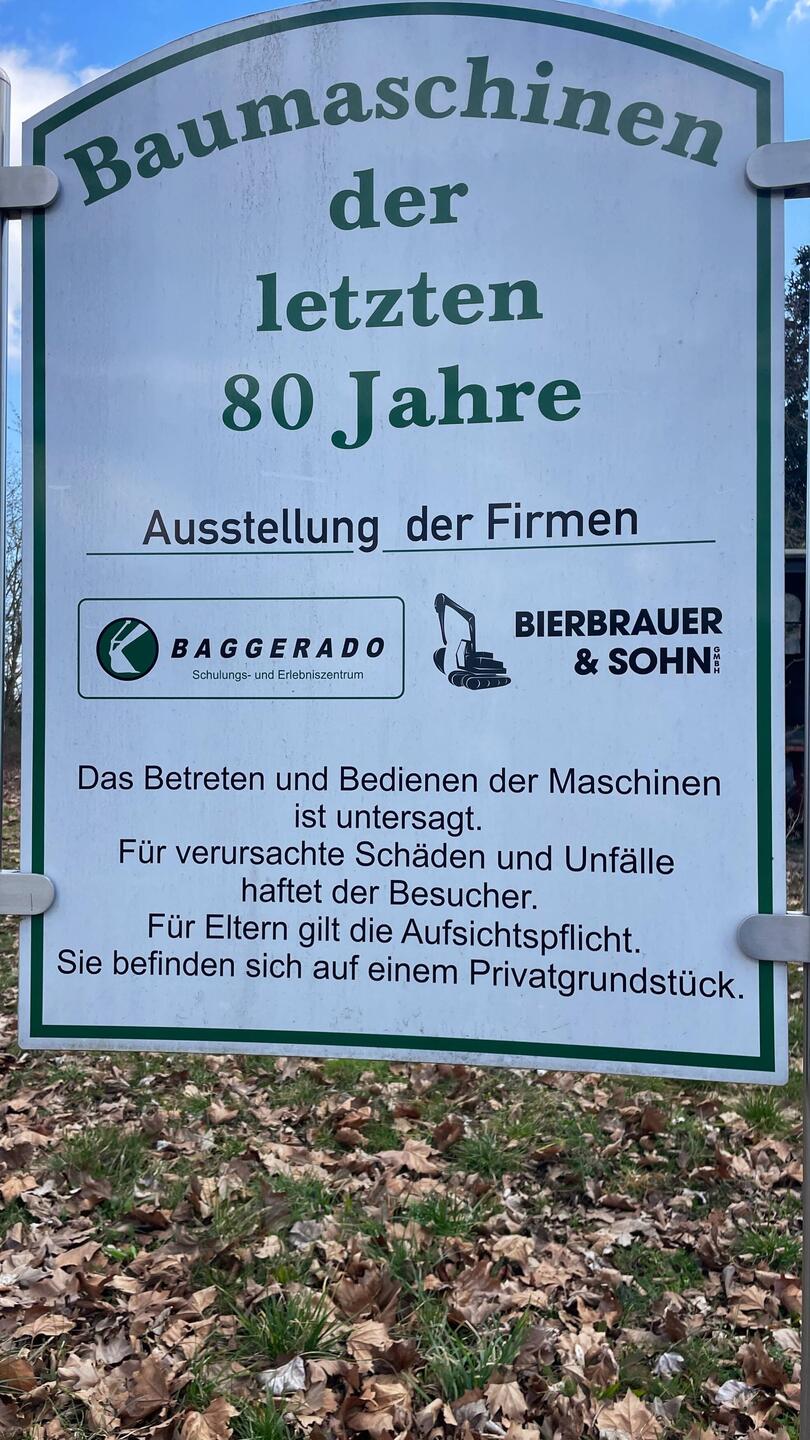 Baumaschinen
der
letzten
80 Jahre
Ausstellung der Firmen
BAGGERADO
Schulungs- und Erlebniszentrum
BIERBRAUER
& SOHN GMBH
Das Betreten und Bedienen der Maschinen
ist untersagt.
Für verursachte Schäden und Unfälle
haftet der Besucher.
Für Eltern gilt die Aufsichtspflicht.
Sie befinden sich auf einem Privatgrundstück.